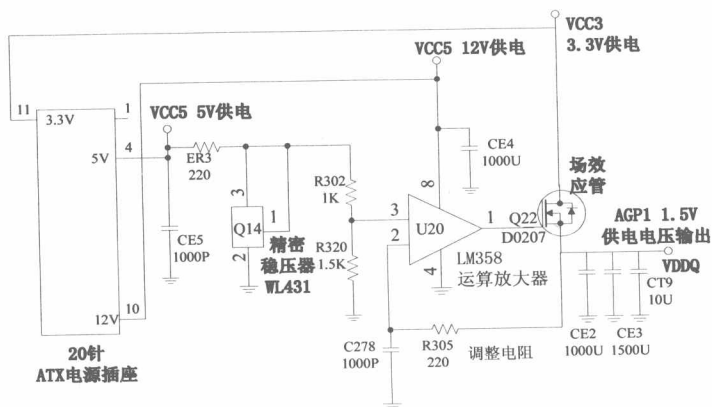 VCC3
3.3V供电
VCC5 12V供电
11
3.3V
1
VCC5 5V供电
4
5V
ER3
220
CE4
1000U
8
场效
应管
R302
1K
3
Q14
1
3
U20
1
Q22
D0207
AGP1 1.5V
供电电压输出
VDDQ
CE5
1000P
2
精密
稳压器
WL431
R320
1.5K
2
4
LM358
运算放大器
CT9
10U
10
12V
20针
ATX电源插座
C278
1000P
R305
220
调整电阻
CE2
1000U
CE3
1500U